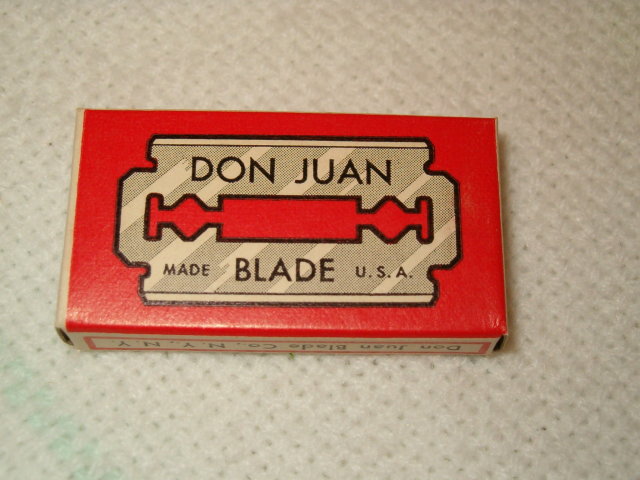 DON JUAN
MADE BLADE U.S.A.
Don Juan Blade Co., N.Y., N.Y.